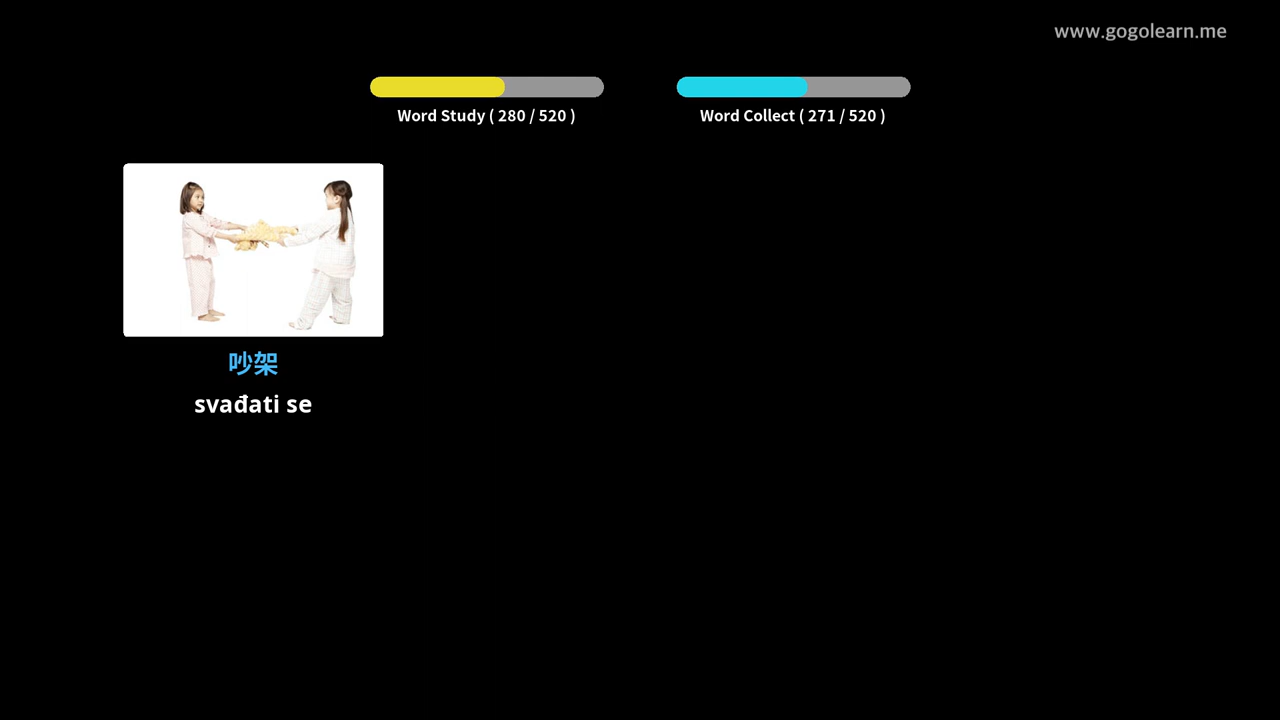 www.gogolearn.me
Word Study ( 280 / 520 )
Word Collect ( 271 / 520 )
吵架
svađati se